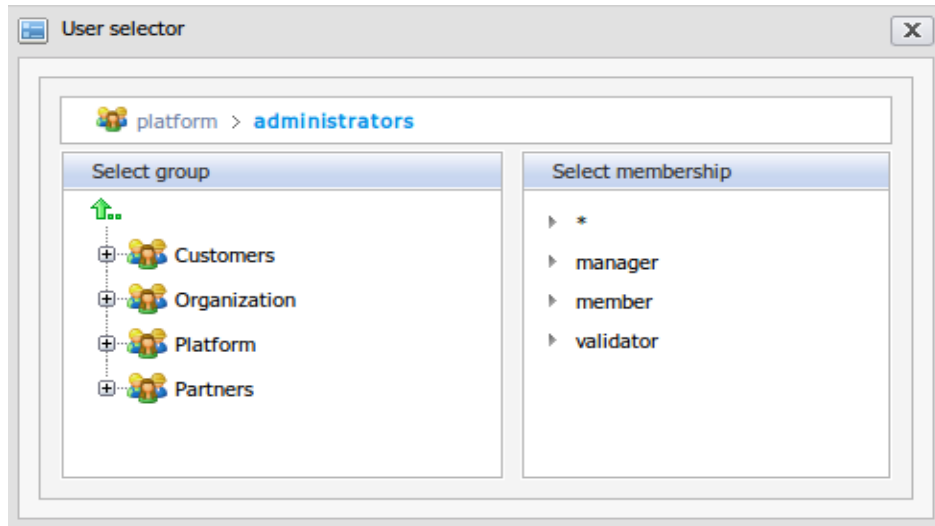 User selector
platform > administrators
Select group
Customers
Organization
Platform
Partners
Select membership
*
manager
member
validator